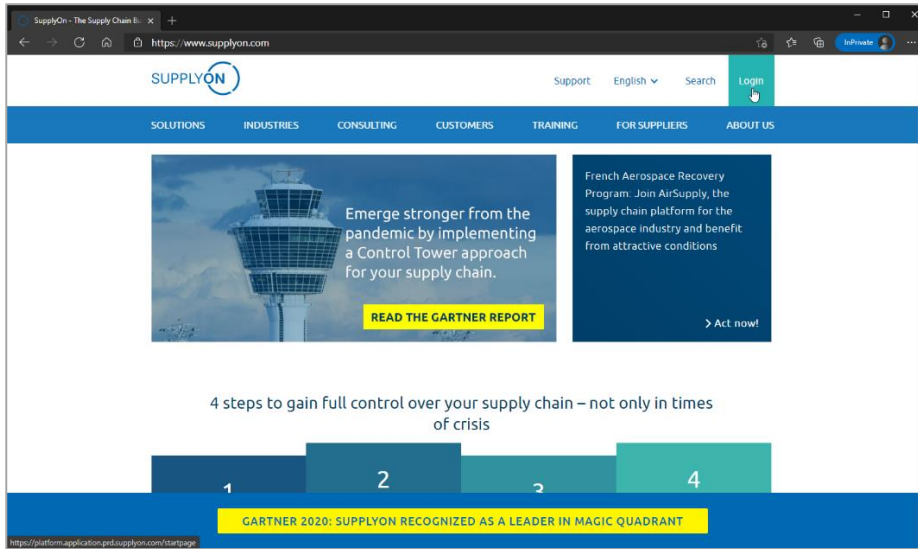 SupplyOn - The Supply Chain Bu
https://www.supplyon.com
InPrivate
SUPPLYON
Support
English
Search
Login
SOLUTIONS
INDUSTRIES
CONSULTING
CUSTOMERS
TRAINING
FOR SUPPLIERS
ABOUT US
Emerge stronger from the
pandemic by implementing
a Control Tower approach
for your supply chain.
READ THE GARTNER REPORT
French Aerospace Recovery
Program: Join AirSupply, the
supply chain platform for the
aerospace industry and benefit
from attractive conditions
Act now!
4 steps to gain full control over your supply chain – not only in times
of crisis
1
2
3
4
GARTNER 2020: SUPPLYON RECOGNIZED AS A LEADER IN MAGIC QUADRANT
https://platform.application.prd.supplyon.com/startpage